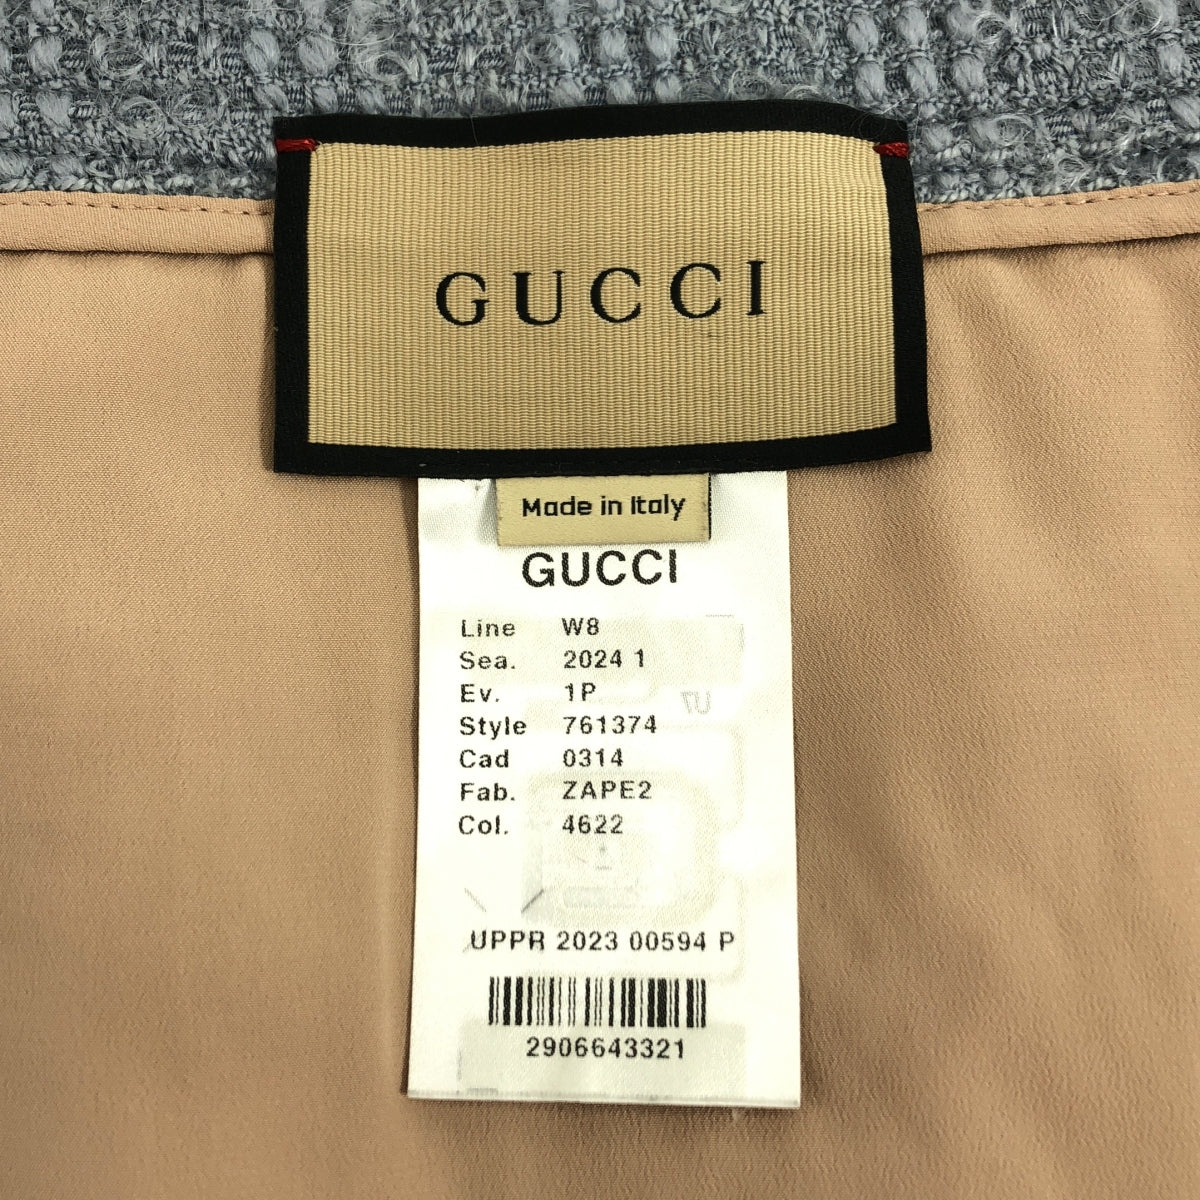 GUCCI
Made in Italy
GUCCI
Line W8
Sea. 2024 1
Ev. 1P
Style 761374
Cad 0314
Fab. ZAPE2
Col. 4622
UPPR 2023 00594 P
2906643321